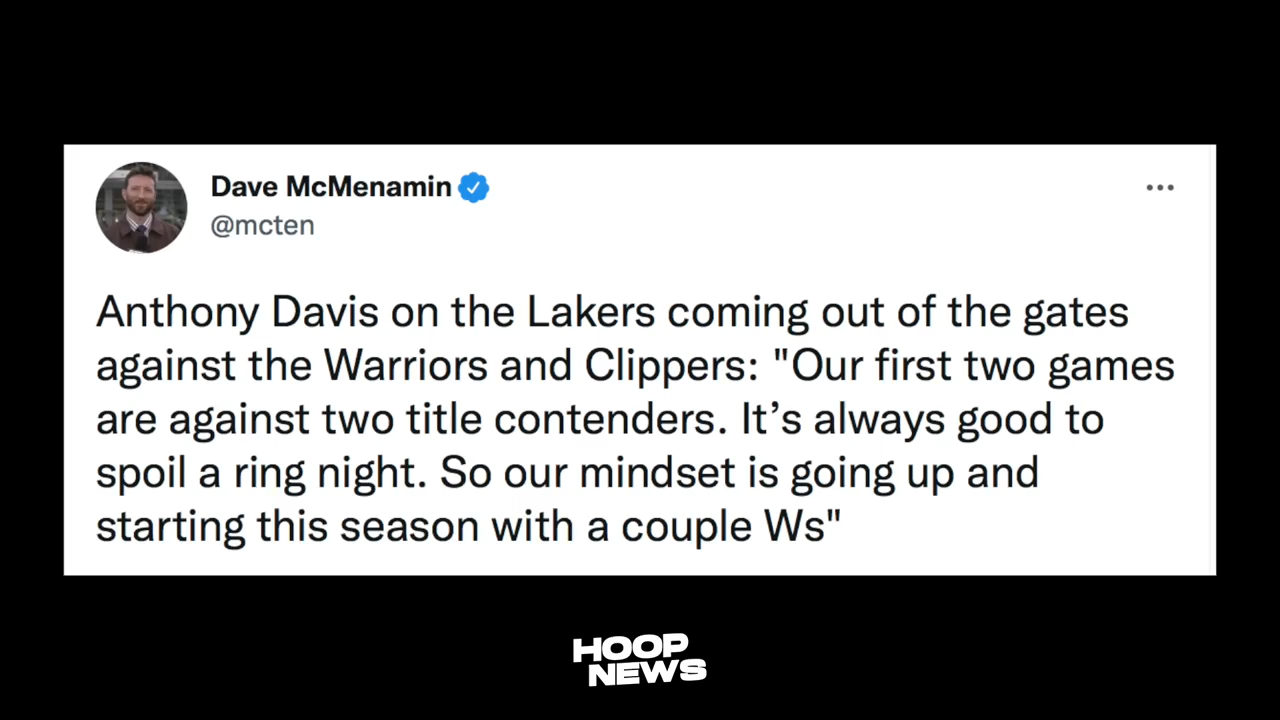 Dave McMenamin
@mcten
Anthony Davis on the Lakers coming out of the gates
against the Warriors and Clippers: "Our first two games
are against two title contenders. It’s always good to
spoil a ring night. So our mindset is going up and
starting this season with a couple Ws"
HOOP
NEWS